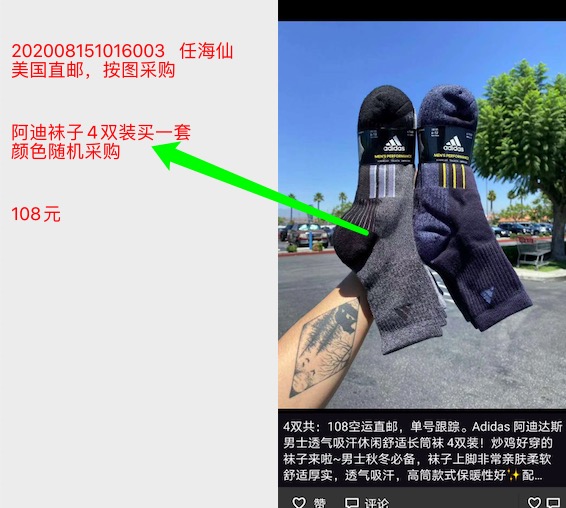 202008151016003 任海仙
美国直邮，按图采购
阿迪袜子４双装买一套
颜色随机采购
108元
adidas
MEN'S PERFORMANCE
adidas
MEN'S PERFORMANCE
4双共：108空运直邮，单号跟踪。Adidas 阿迪达斯
男士透气吸汗休闲舒适长筒袜 4双装！炒鸡好穿的
袜子来啦~男士秋冬必备，袜子上脚非常亲肤柔软
舒适厚实，透气吸汗，高筒款式保暖性好✨配...
赞 评论